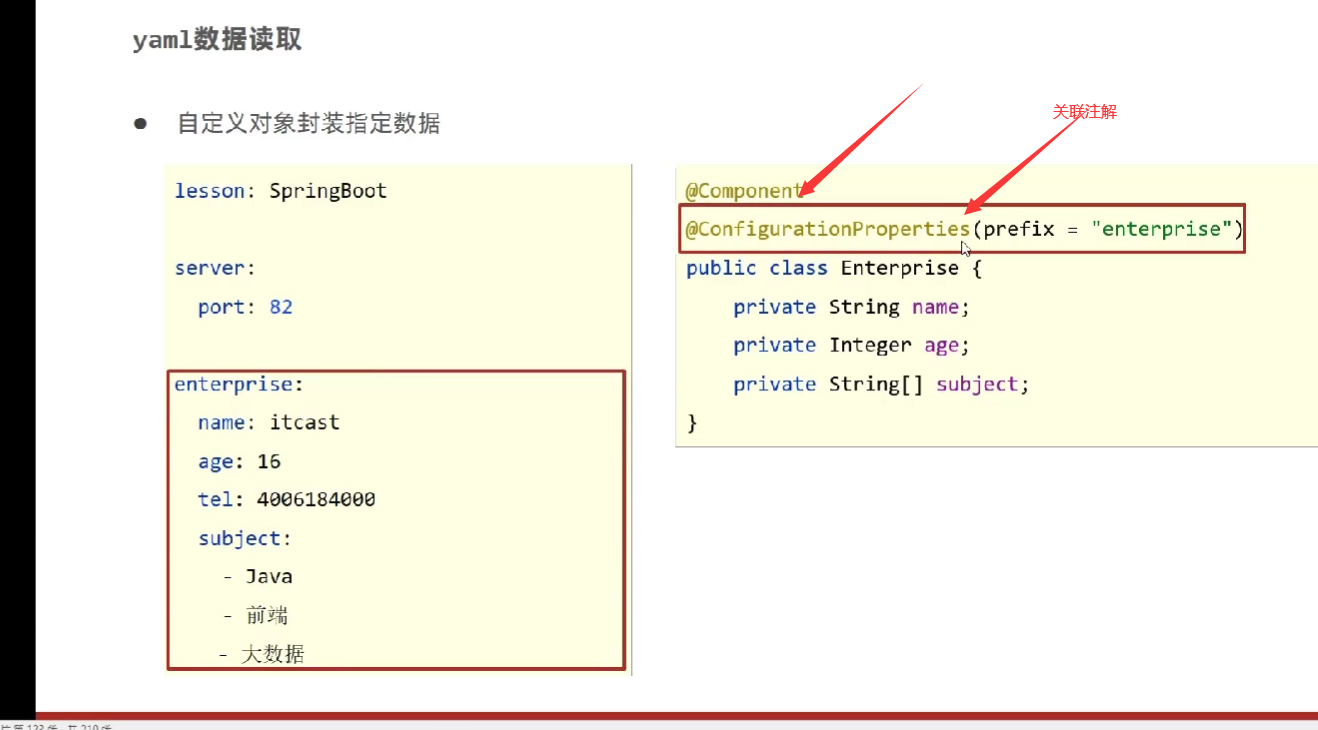 yaml数据读取
● 自定义对象封装指定数据
lesson: SpringBoot
server:
port: 82
enterprise:
name: itcast
age: 16
tel: 4006184000
subject:
- Java
- 前端
- 大数据
关联注解
@Component
@ConfigurationProperties(prefix = "enterprise")
public class Enterprise {
private String name;
private Integer age;
private String[] subject;
}